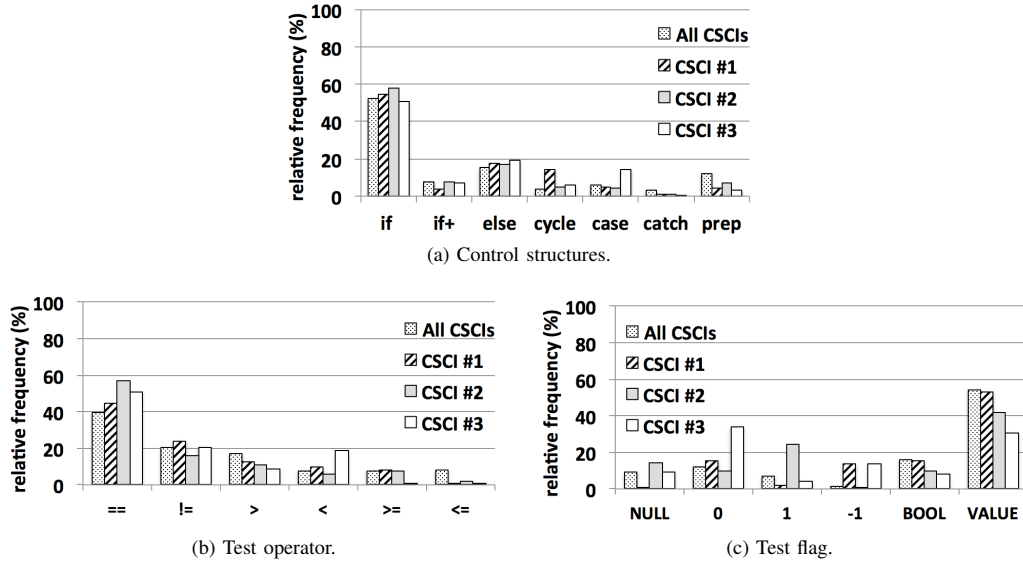 relative frequency (%)
100
80
60
40
20
0
All CSCIs
CSCI #1
CSCI #2
CSCI #3
if if+ else cycle case catch prep
(a) Control structures.
relative frequency (%)
100
80
60
40
20
0
All CSCIs
CSCI #1
CSCI #2
CSCI #3
== != > < >= <=
(b) Test operator.
relative frequency (%)
100
80
60
40
20
0
All CSCIs
CSCI #1
CSCI #2
CSCI #3
NULL 0 1 -1 BOOL VALUE
(c) Test flag.